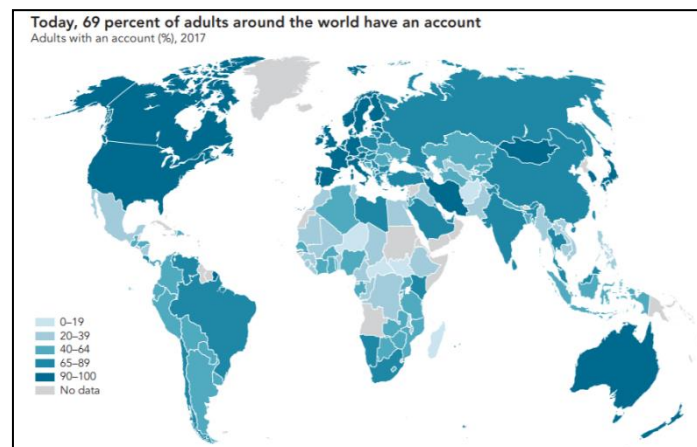 Today, 69 percent of adults around the world have an account
Adults with an account (%), 2017
0–19
20–39
40–64
65–89
90–100
No data